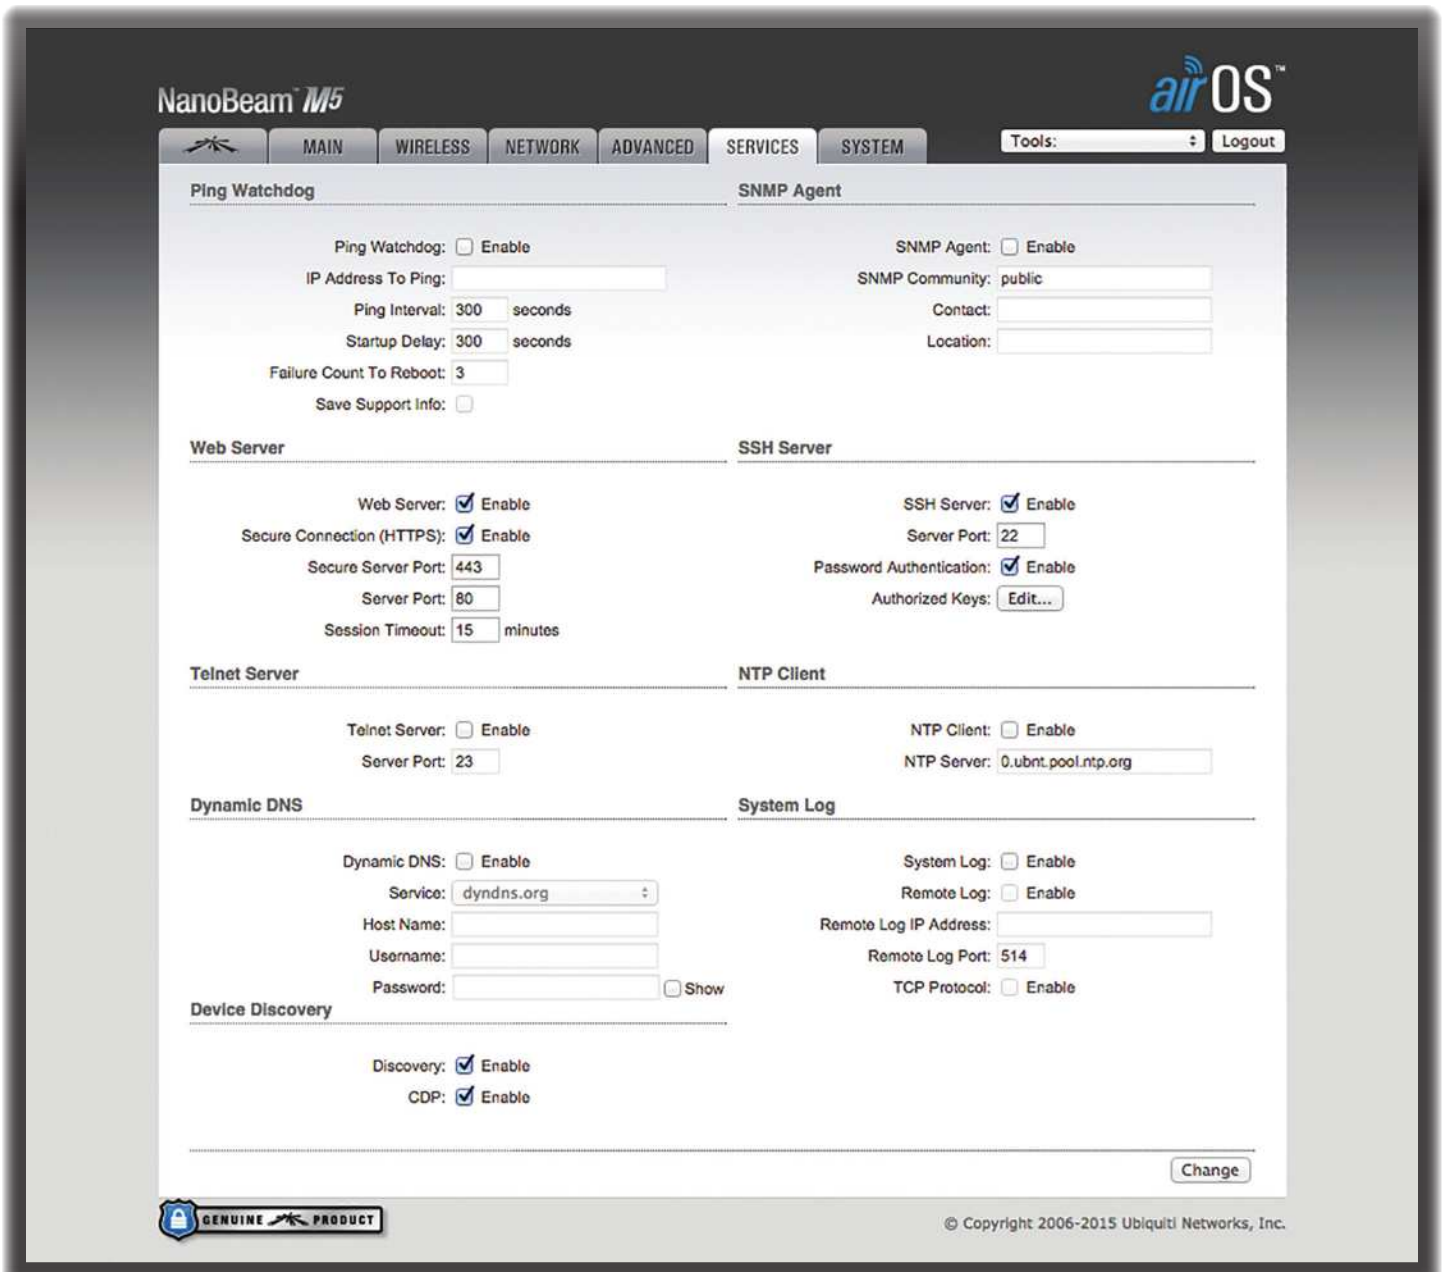 NanoBeam™ M5
airOS™
MAIN WIRELESS NETWORK ADVANCED SERVICES SYSTEM Tools: Logout
Ping Watchdog
Ping Watchdog: Enable
IP Address To Ping:
Ping Interval: 300 seconds
Startup Delay: 300 seconds
Failure Count To Reboot: 3
Save Support Info:
SNMP Agent
SNMP Agent: Enable
SNMP Community: public
Contact:
Location:
Web Server
Web Server: Enable
Secure Connection (HTTPS): Enable
Secure Server Port: 443
Server Port: 80
Session Timeout: 15 minutes
SSH Server
SSH Server: Enable
Server Port: 22
Password Authentication: Enable
Authorized Keys: Edit...
Telnet Server
Telnet Server: Enable
Server Port: 23
NTP Client
NTP Client: Enable
NTP Server: 0.ubnt.pool.ntp.org
Dynamic DNS
Dynamic DNS: Enable
Service: dyndns.org
Host Name:
Username:
Password: Show
System Log
System Log: Enable
Remote Log: Enable
Remote Log IP Address:
Remote Log Port: 514
TCP Protocol: Enable
Device Discovery
Discovery: Enable
CDP: Enable
Change
GENUINE PRODUCT
© Copyright 2006-2015 Ubiquiti Networks, Inc.